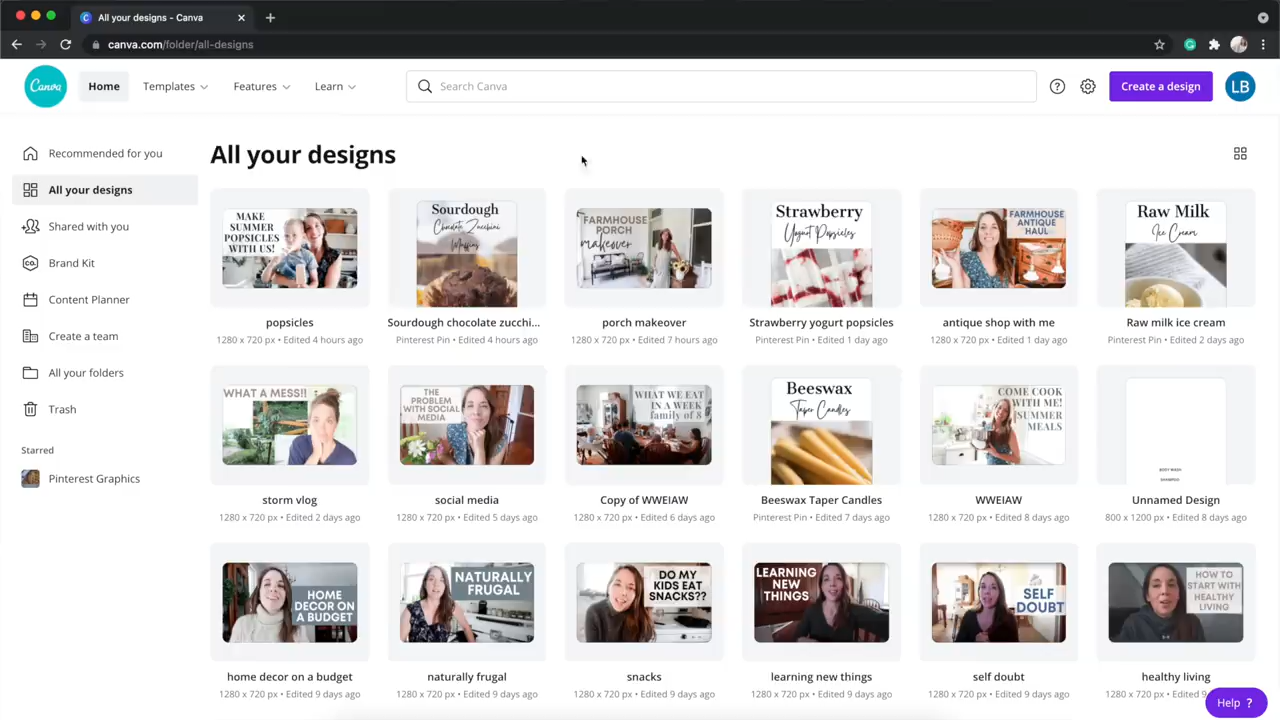 All your designs - Canva
canva.com/folder/all-designs
Canva
Home
Templates
Features
Learn
Search Canva
Create a design
LB
Recommended for you
All your designs
Shared with you
Brand Kit
CO.
Content Planner
Create a team
All your folders
Trash
Starred
Pinterest Graphics
All your designs
MAKE
SUMMER
POPSICLES
WITH US!
popsicles
1280 x 720 px • Edited 4 hours ago
Sourdough
Chocolate Zucchini
Muffins
Sourdough chocolate zucchi...
Pinterest Pin • Edited 4 hours ago
FARMHOUSE
PORCH
makeover
porch makeover
1280 x 720 px • Edited 7 hours ago
Strawberry
Yogurt Popsicles
Strawberry yogurt popsicles
Pinterest Pin • Edited 1 day ago
FARMHOUSE
ANTIQUE
HAUL
antique shop with me
1280 x 720 px • Edited 1 day ago
Raw Milk
Ice Cream
Raw milk ice cream
Pinterest Pin • Edited 2 days ago
WHAT A MESS!!
storm vlog
1280 x 720 px • Edited 2 days ago
THE
PROBLEM
WITH SOCIAL
MEDIA
social media
1280 x 720 px • Edited 5 days ago
WHAT WE EAT
IN A WEEK
family of 8
Copy of WWEIAW
1280 x 720 px • Edited 6 days ago
Beeswax
Taper Candles
Beeswax Taper Candles
Pinterest Pin • Edited 7 days ago
COME COOK
WITH ME!
SUMMER
MEALS
WWEIAW
1280 x 720 px • Edited 8 days ago
BODY WASH
SHAMPOO
Unnamed Design
800 x 1200 px • Edited 8 days ago
HOME
DECOR ON
A BUDGET
home decor on a budget
1280 x 720 px • Edited 9 days ago
NATURALLY
FRUGAL
naturally frugal
1280 x 720 px • Edited 9 days ago
DO MY
KIDS EAT
SNACKS??
snacks
1280 x 720 px • Edited 9 days ago
LEARNING
NEW
THINGS
learning new things
1280 x 720 px • Edited 9 days ago
SELF
DOUBT
self doubt
1280 x 720 px • Edited 9 days ago
HOW TO
START WITH
HEALTHY
LIVING
healthy living
1280 x 720 px • Edited 9
Help ?